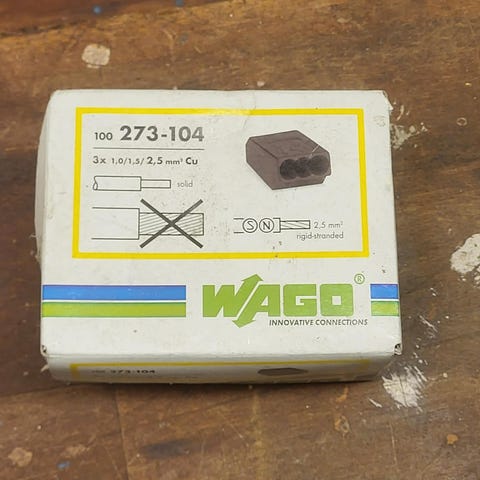 100 273-104
3x 1,0/1,5/2,5 mm² Cu
solid
S N 2,5 mm²
rigid-stranded
WAGO®
INNOVATIVE CONNECTIONS
100 273-104